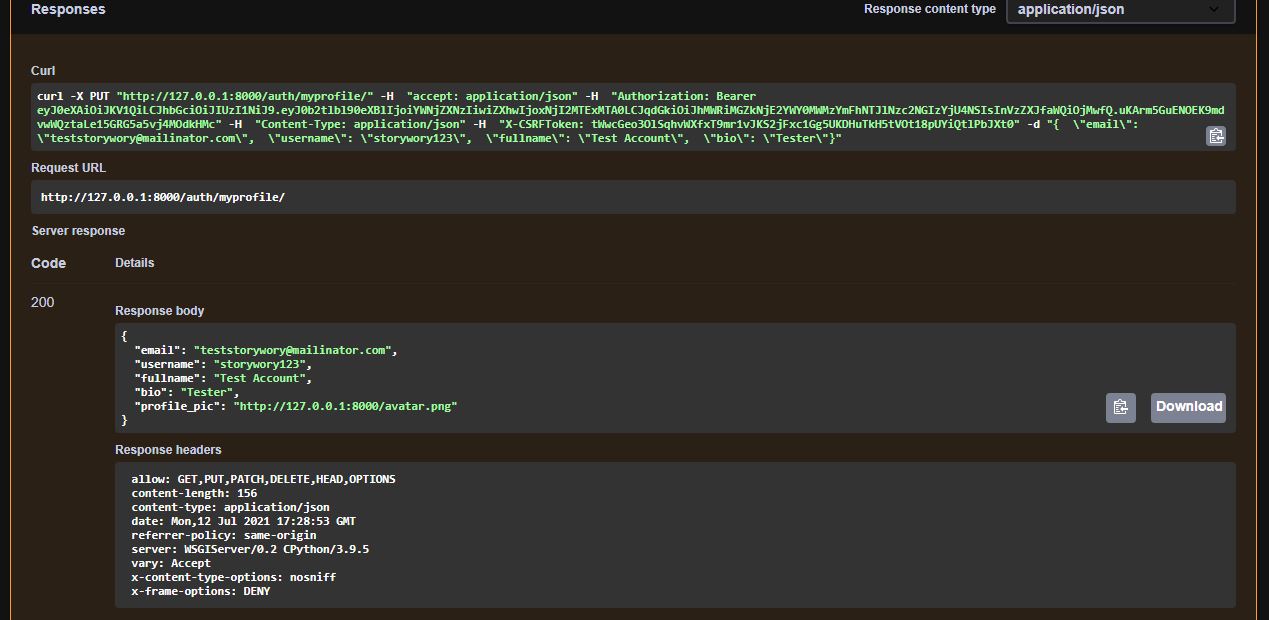 Responses
Response content type
application/json
Curl
curl -X PUT "http://127.0.0.1:8000/auth/myprofile/" -H  "accept: application/json" -H  "Authorization: Bearer
vwWQztaLe15GRG5a5vj4MOdkHMc" -H  "Content-Type: application/json" -H  "X-CSRFToken: tWwcGeo3OlSqhvWXfxT9mr1vJKS2jFxc1Gg5UKDHuTkH5tVOt18pUYiQtlPbJXt0" -d "{  \"email\":
\"teststorywory@mailinator.com\",  \"username\": \"storywory123\",  \"fullname\": \"Test Account\",  \"bio\": \"Tester\"}"
Request URL
http://127.0.0.1:8000/auth/myprofile/
Server response
Code
Details
200
Response body
{
"email": "teststorywory@mailinator.com",
"username": "storywory123",
"fullname": "Test Account",
"bio": "Tester",
"profile_pic": "http://127.0.0.1:8000/avatar.png"
}
Download
Response headers
allow: GET,PUT,PATCH,DELETE,HEAD,OPTIONS
content-length: 156
content-type: application/json
date: Mon,12 Jul 2021 17:28:53 GMT
referrer-policy: same-origin
server: WSGIServer/0.2 CPython/3.9.5
vary: Accept
x-content-type-options: nosniff
x-frame-options: DENY